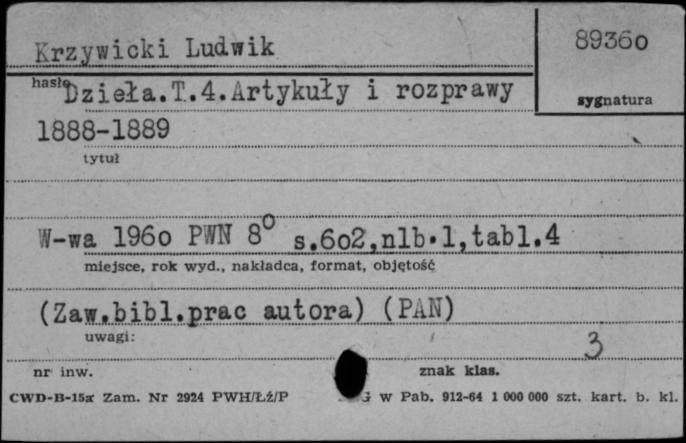 Krzywicki Ludwik
89360
hasło
sygnatura
Dzieła.T.4.Artykuły i rozprawy
1888-1889
tytuł
W-wa 1960 PWN 8° s.602,nlb.1,tabl.4
miejsce, rok wyd., nakładca, format, objętość
(Zaw.bibl.prac autora) (PAN)
uwagi:
3
nr inw.
znak klas.
CWD-B-15a Zam. Nr 2924 PWH/Łź/P
G w Pab. 912-64 1 000 000 szt. kart. b. kl.